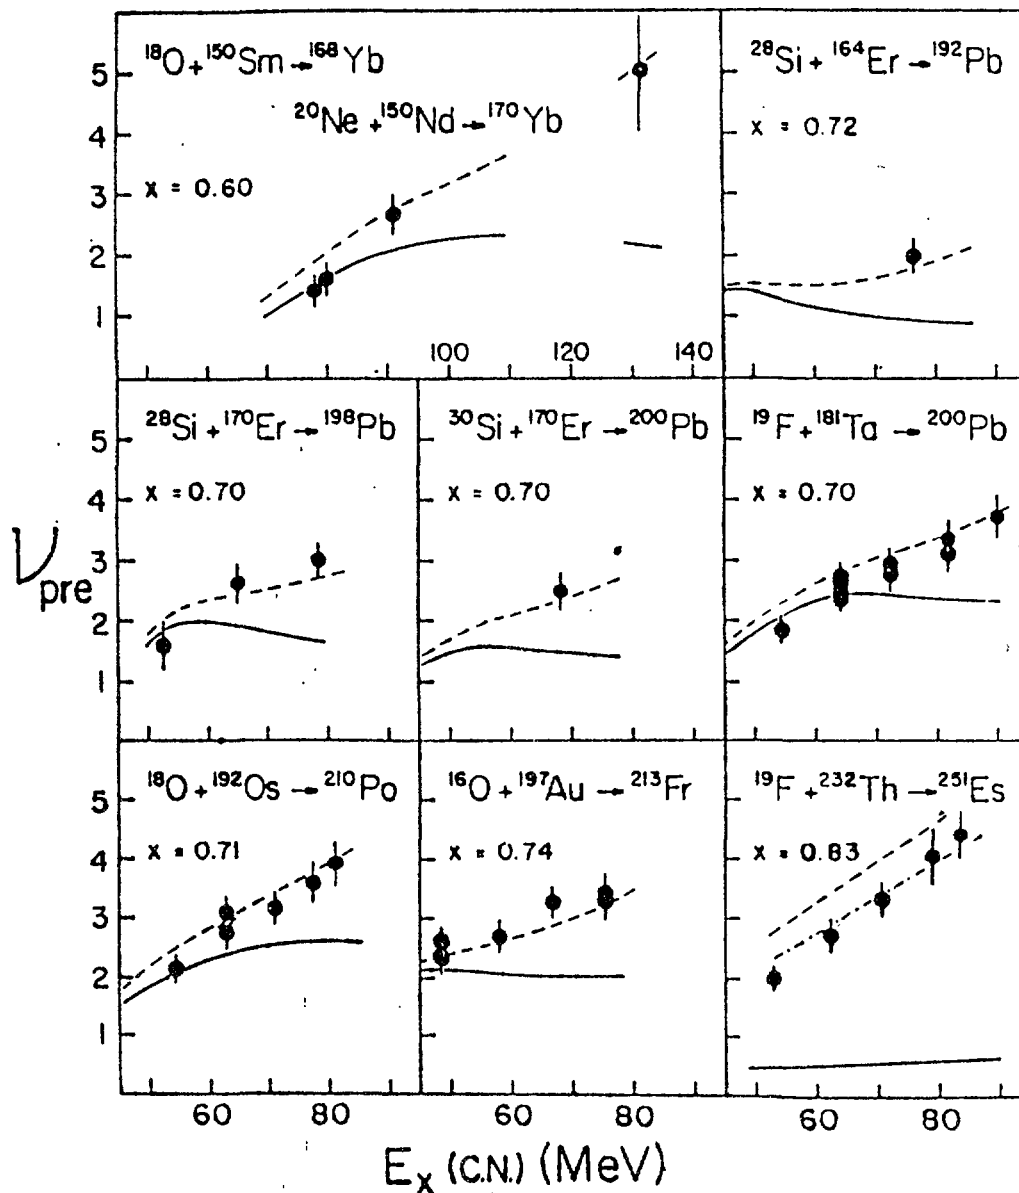 ¹⁸O + ¹⁵⁰Sm → ¹⁶⁸Yb
²⁰Ne + ¹⁵⁰Nd → ¹⁷⁰Yb
x = 0.60
5
4
3
2
1
100 120 140
²⁸Si + ¹⁶⁴Er → ¹⁹²Pb
x = 0.72
²⁸Si + ¹⁷⁰Er → ¹⁹⁸Pb
x = 0.70
5
4
3
2
1
³⁰Si + ¹⁷⁰Er → ²⁰⁰Pb
x = 0.70
¹⁹F + ¹⁸¹Ta → ²⁰⁰Pb
x = 0.70
ν pre
¹⁸O + ¹⁹²Os → ²¹⁰Po
x = 0.71
5
4
3
2
1
60 80
¹⁶O + ¹⁹⁷Au → ²¹³Fr
x = 0.74
60 80
¹⁹F + ²³²Th → ²⁵¹Es
x = 0.83
60 80
Eₓ (C.N.) (MeV)